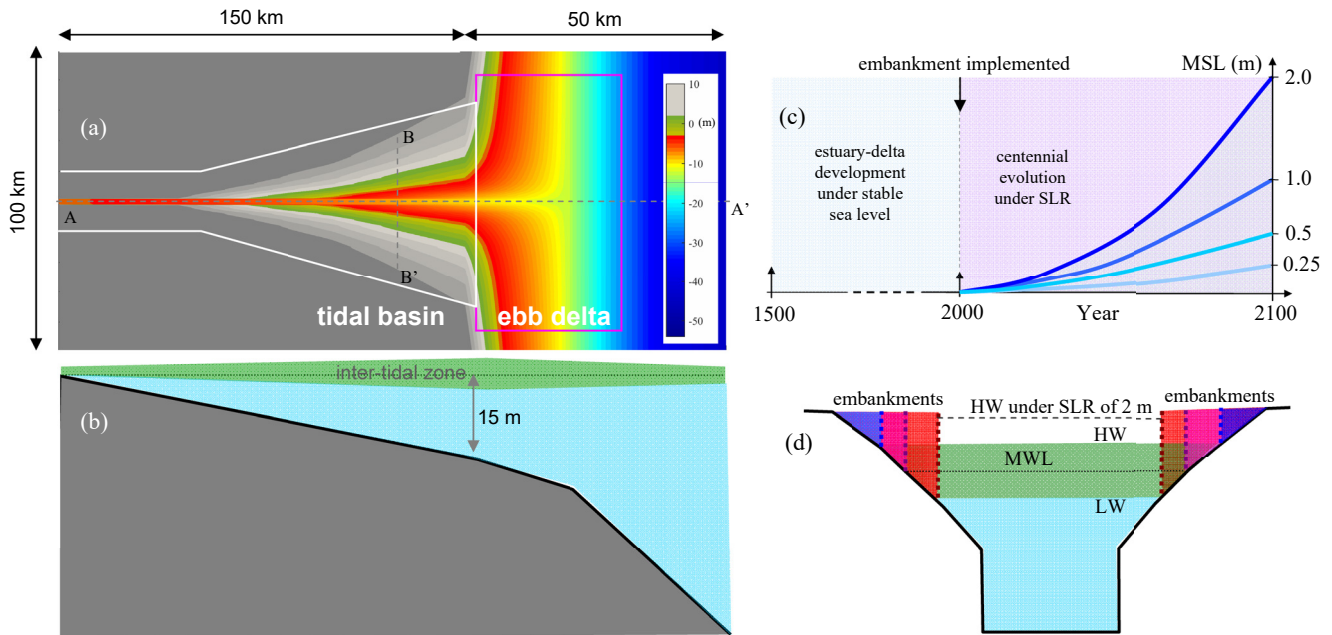 150 km
50 km
100 km
(a)
A
B
B'
A'
10
0 (m)
-10
-20
-30
-40
-50
tidal basin
ebb delta
(b)
inter-tidal zone
15 m
(c)
embankment implemented
MSL (m)
2.0
1.0
0.5
0.25
estuary-delta
development
under stable
sea level
centennial
evolution
under SLR
1500
2000
Year
2100
(d)
embankments
HW under SLR of 2 m
embankments
HW
MWL
LW